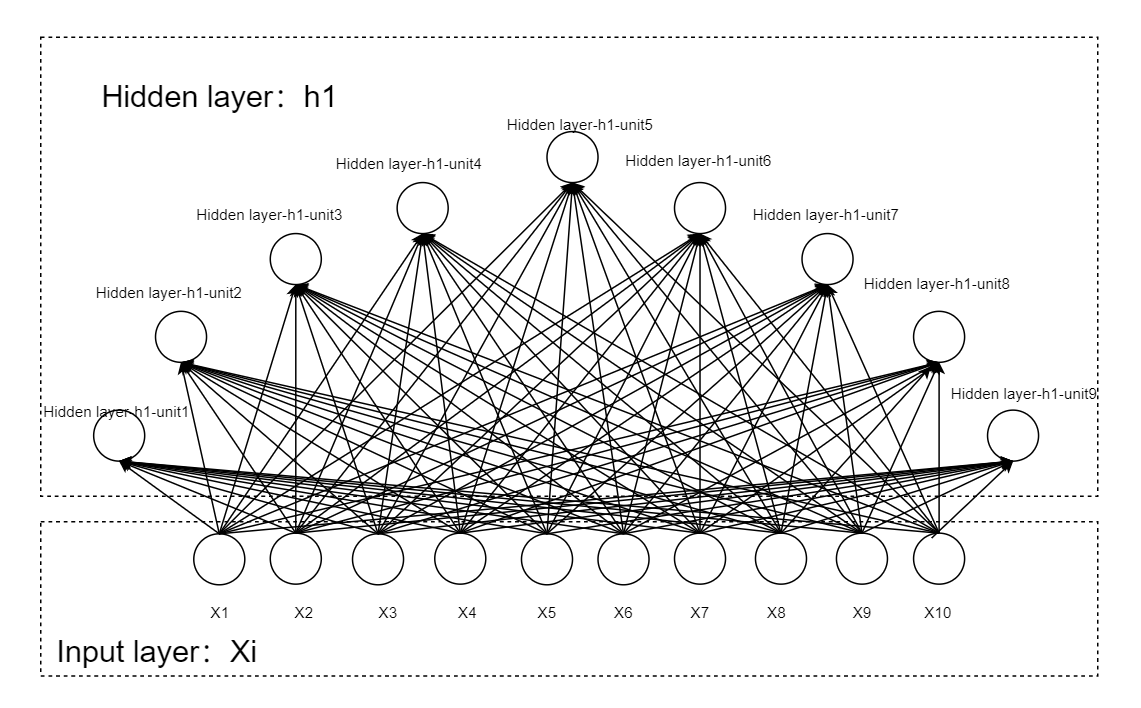 Hidden layer：h1
Hidden layer-h1-unit5
Hidden layer-h1-unit4
Hidden layer-h1-unit6
Hidden layer-h1-unit3
Hidden layer-h1-unit7
Hidden layer-h1-unit2
Hidden layer-h1-unit8
Hidden layer-h1-unit1
Hidden layer-h1-unit9
X1 X2 X3 X4 X5 X6 X7 X8 X9 X10
Input layer：Xi